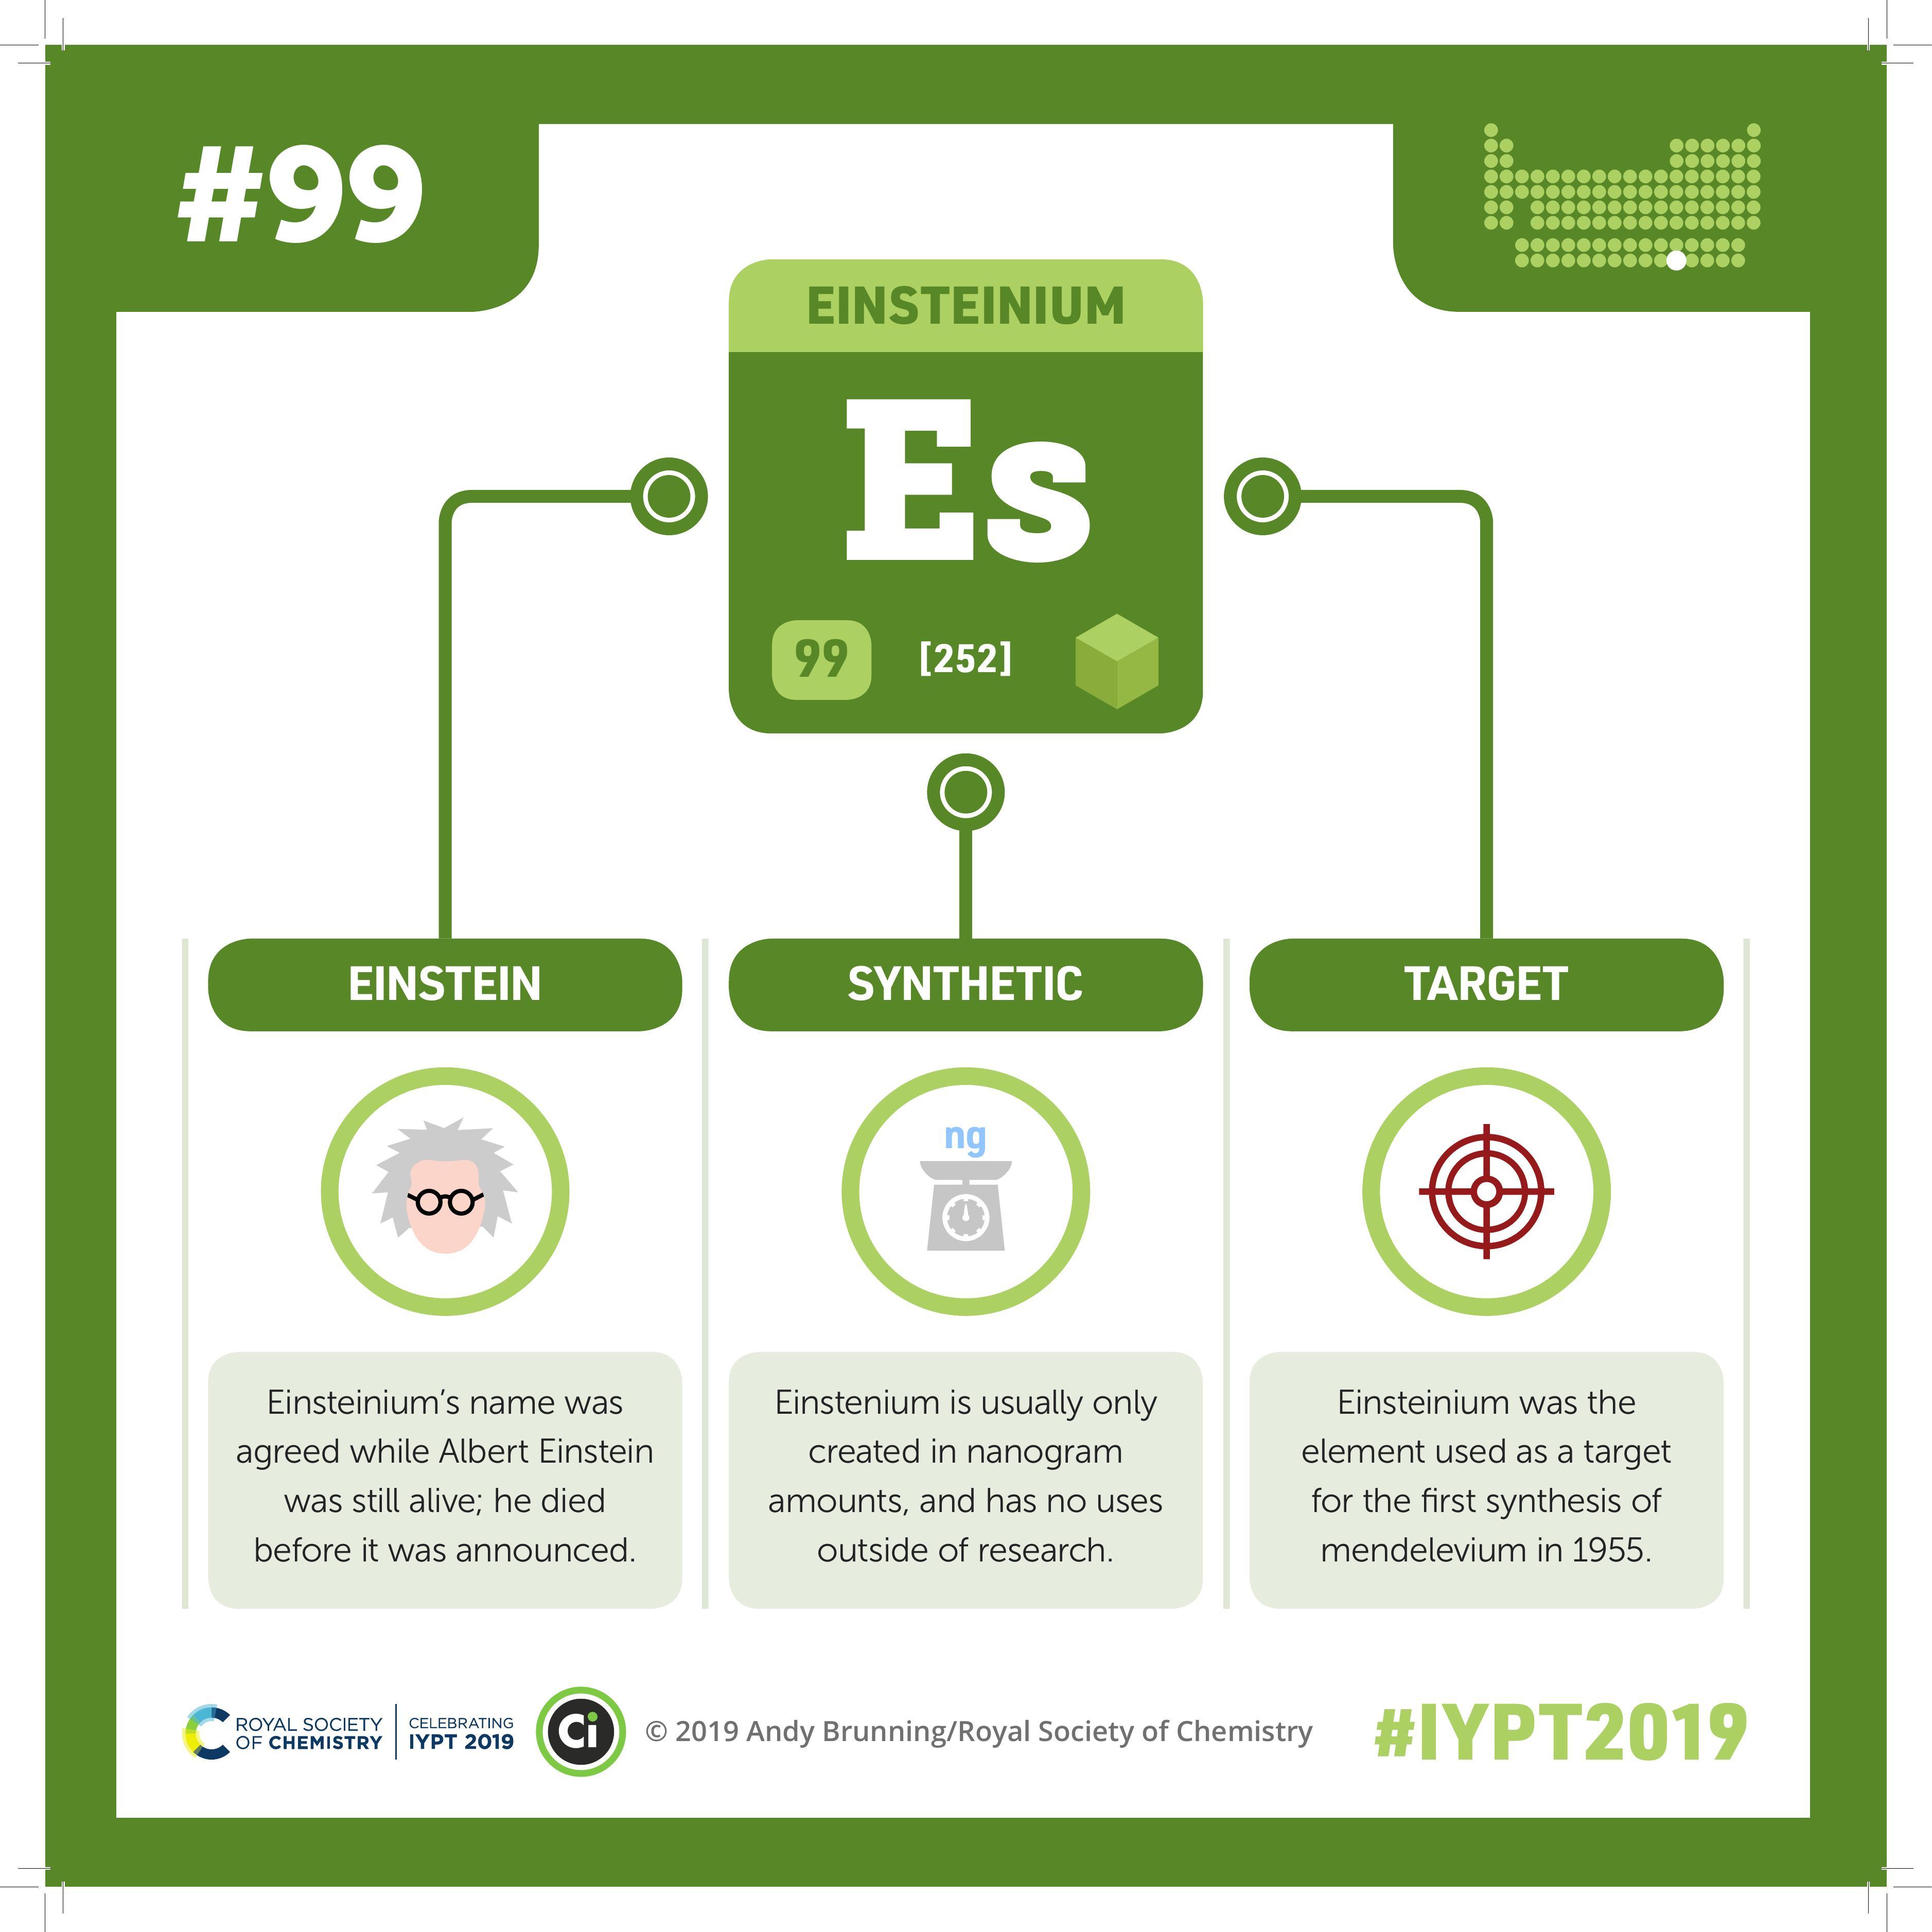 #99
EINSTEINIUM
Es
99
[252]
EINSTEIN
Einsteinium’s name was
agreed while Albert Einstein
was still alive; he died
before it was announced.
SYNTHETIC
ng
Einstenium is usually only
created in nanogram
amounts, and has no uses
outside of research.
TARGET
Einsteinium was the
element used as a target
for the first synthesis of
mendelevium in 1955.
ROYAL SOCIETY
OF CHEMISTRY
CELEBRATING
IYPT 2019
Ci
© 2019 Andy Brunning/Royal Society of Chemistry
#IYPT2019